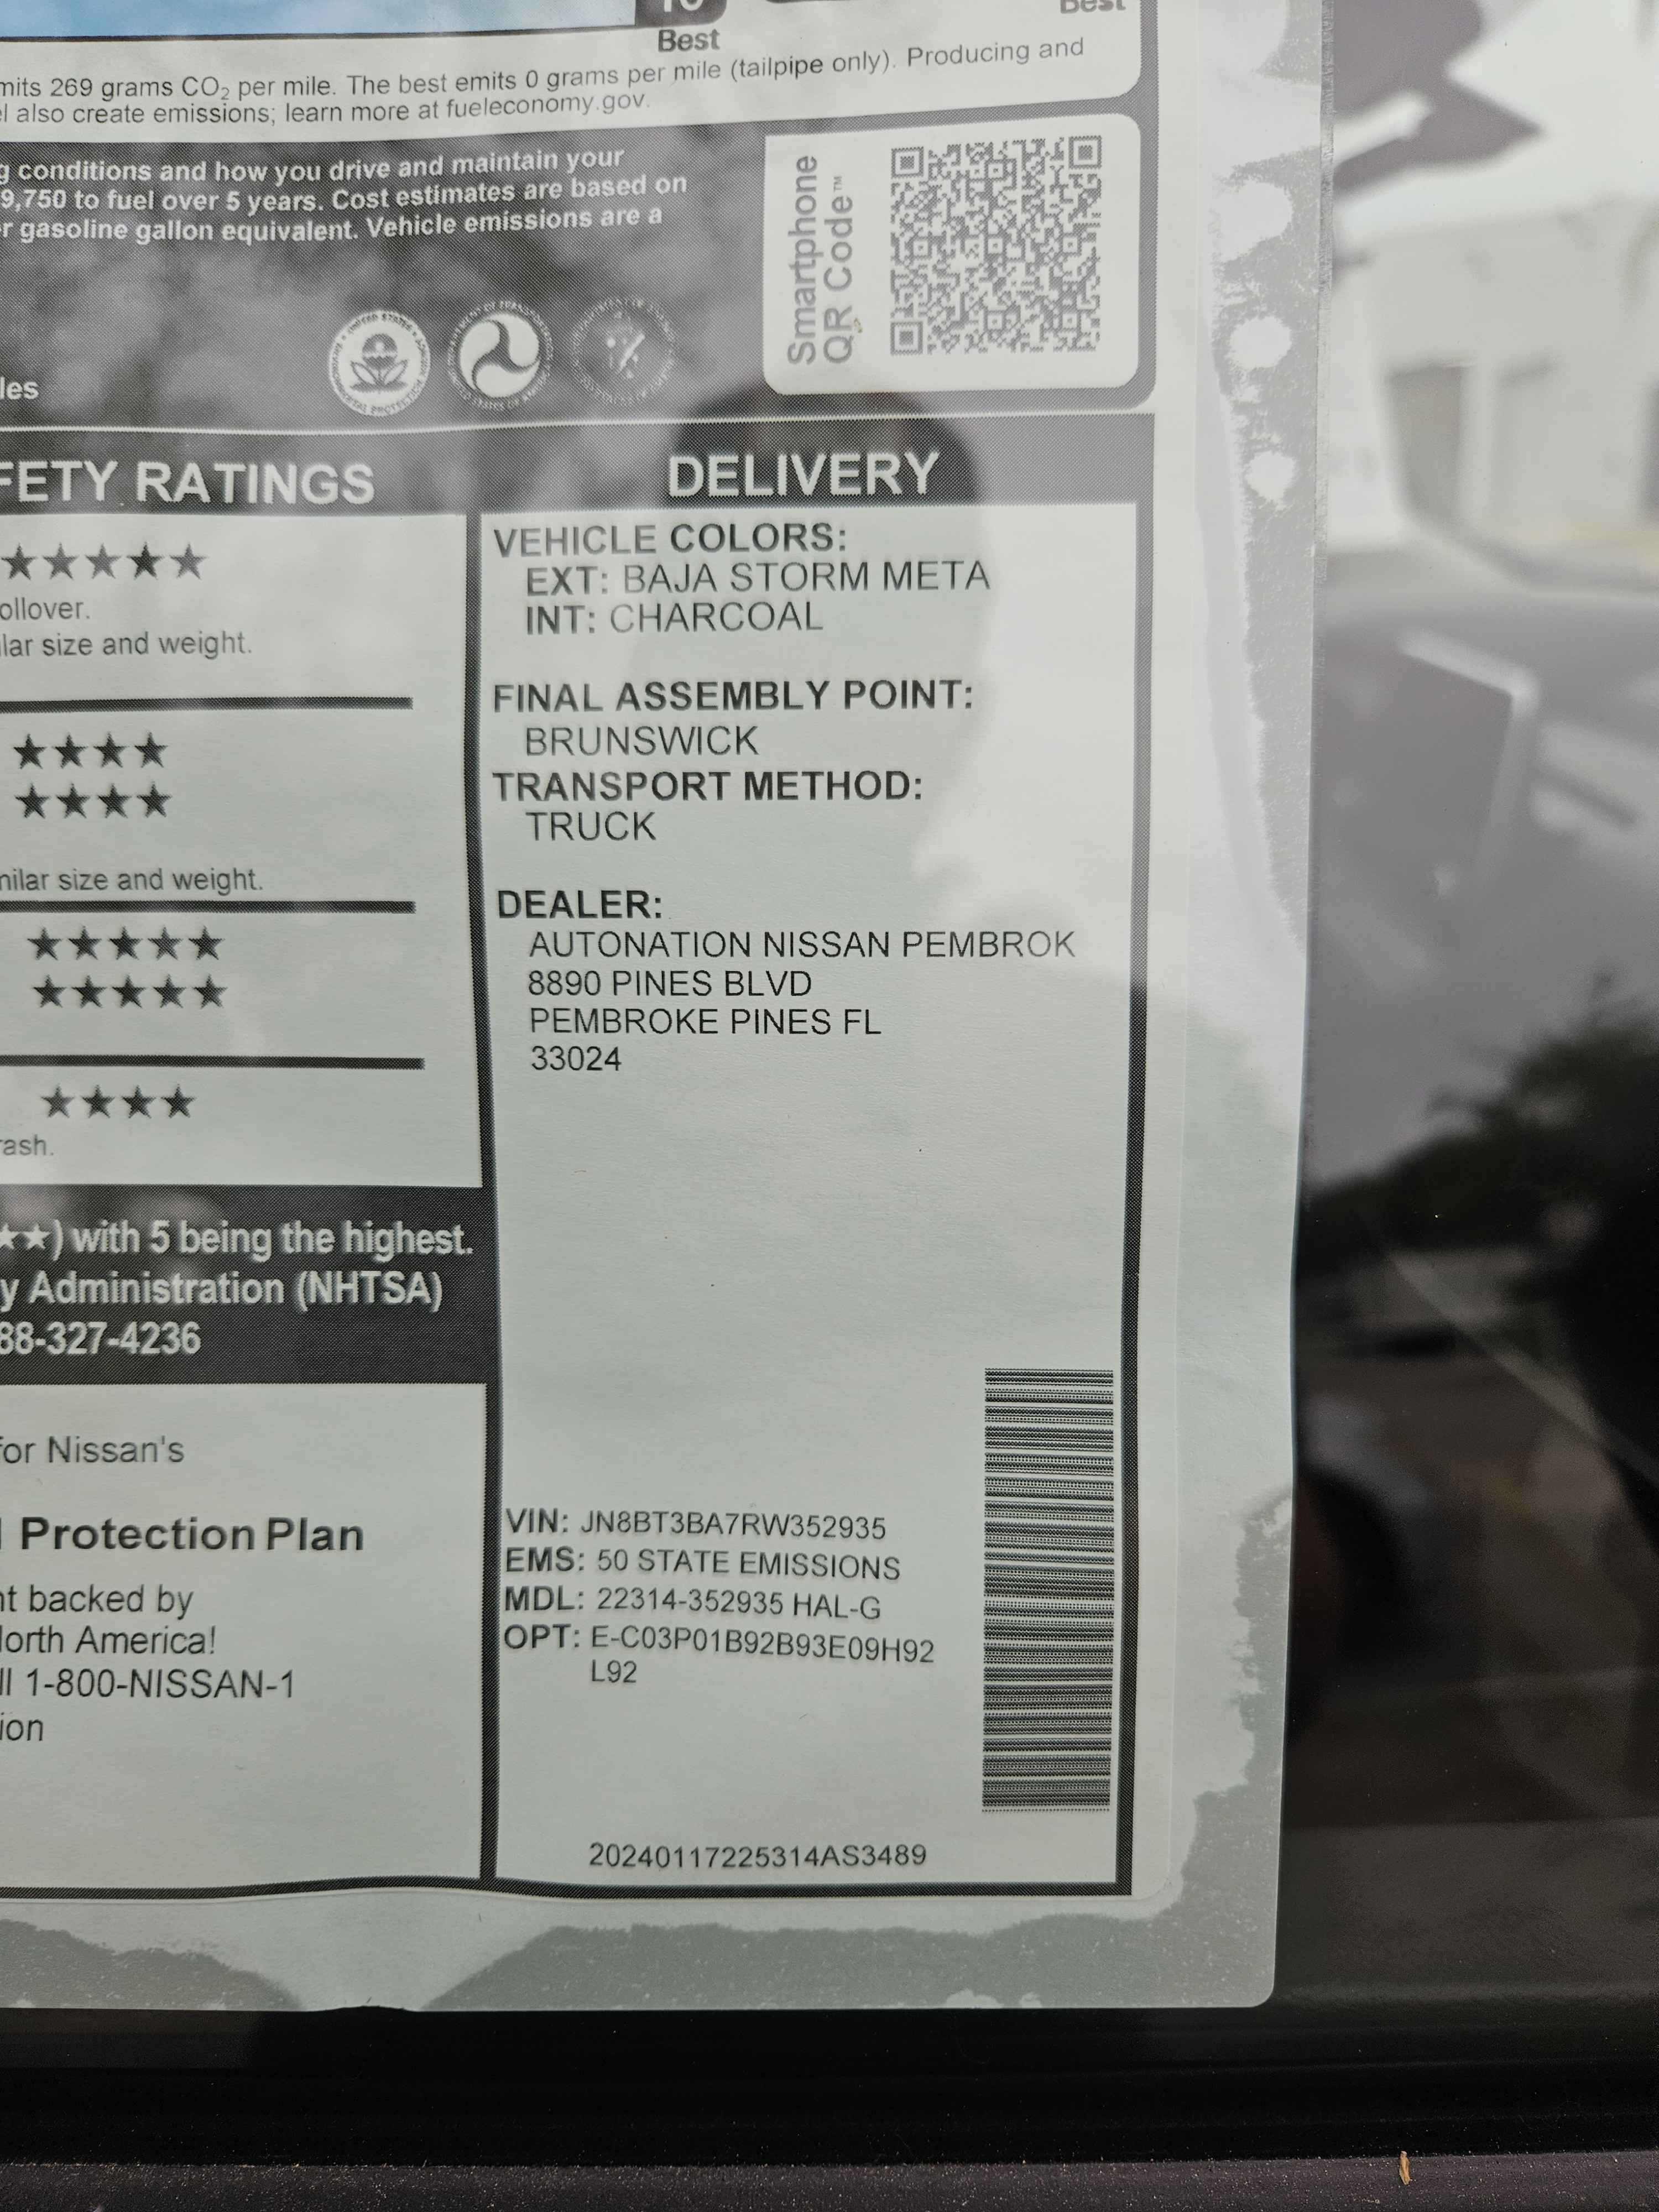 Best
Best
mits 269 grams CO₂ per mile. The best emits 0 grams per mile (tailpipe only). Producing and
el also create emissions; learn more at fueleconomy.gov.
g conditions and how you drive and maintain your
9,750 to fuel over 5 years. Cost estimates are based on
r gasoline gallon equivalent. Vehicle emissions are a
Smartphone
QR Code™
les
FETY RATINGS
★★★★★
ollover.
lar size and weight.
★★★★
★★★★
milar size and weight.
★★★★★
★★★★★
★★★★
rash.
★★) with 5 being the highest.
y Administration (NHTSA)
88-327-4236
for Nissan's
Protection Plan
nt backed by
North America!
ll 1-800-NISSAN-1
ion
DELIVERY
VEHICLE COLORS:
EXT: BAJA STORM META
INT: CHARCOAL
FINAL ASSEMBLY POINT:
BRUNSWICK
TRANSPORT METHOD:
TRUCK
DEALER:
AUTONATION NISSAN PEMBROK
8890 PINES BLVD
PEMBROKE PINES FL
33024
VIN: JN8BT3BA7RW352935
EMS: 50 STATE EMISSIONS
MDL: 22314-352935 HAL-G
OPT: E-C03P01B92B93E09H92
L92
20240117225314AS3489